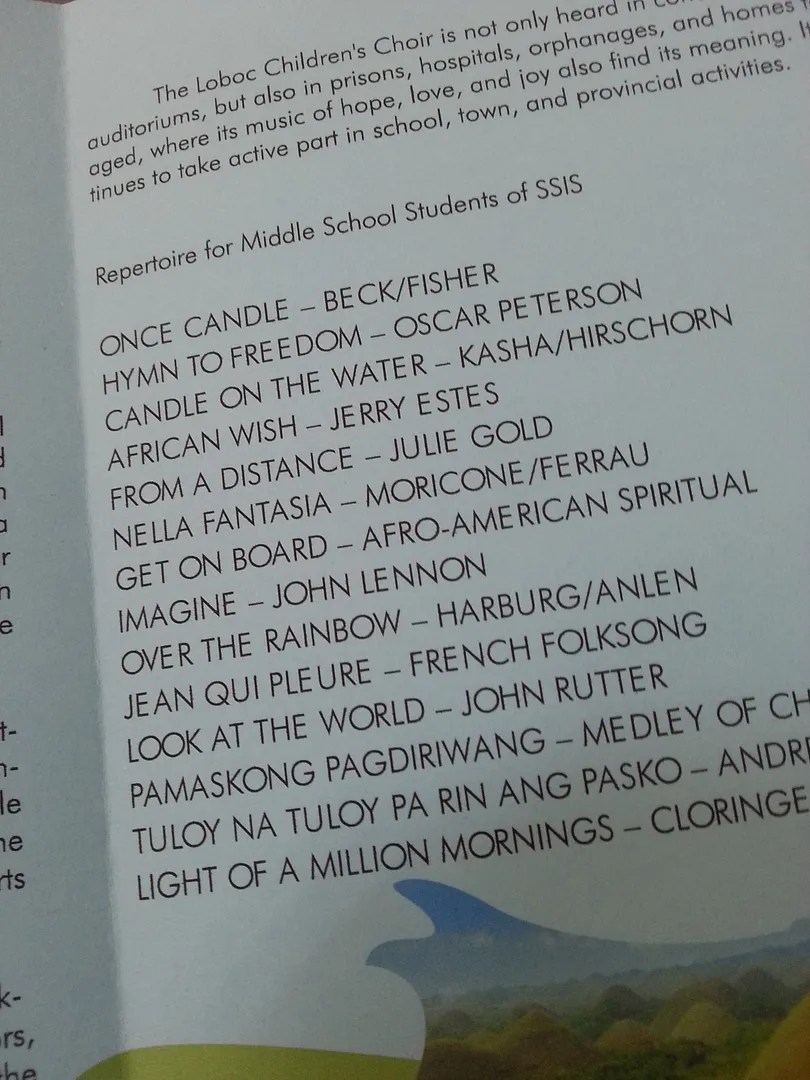 The Loboc Children's Choir is not only heard in
auditoriums, but also in prisons, hospitals, orphanages, and homes
aged, where its music of hope, love, and joy also find its meaning.
tinues to take active part in school, town, and provincial activities.
Repertoire for Middle School Students of SSIS
ONCE CANDLE – BECK/FISHER
HYMN TO FREEDOM – OSCAR PETERSON
CANDLE ON THE WATER – KASHA/HIRSCHORN
AFRICAN WISH – JERRY ESTES
FROM A DISTANCE – JULIE GOLD
NELLA FANTASIA – MORICONE/FERRAU
GET ON BOARD – AFRO-AMERICAN SPIRITUAL
IMAGINE – JOHN LENNON
OVER THE RAINBOW – HARBURG/ANLEN
JEAN QUI PLEURE – FRENCH FOLKSONG
LOOK AT THE WORLD – JOHN RUTTER
PAMASKONG PAGDIRIWANG – MEDLEY OF CH
TULOY NA TULOY PA RIN ANG PASKO – ANDRE
LIGHT OF A MILLION MORNINGS – CLORINGE